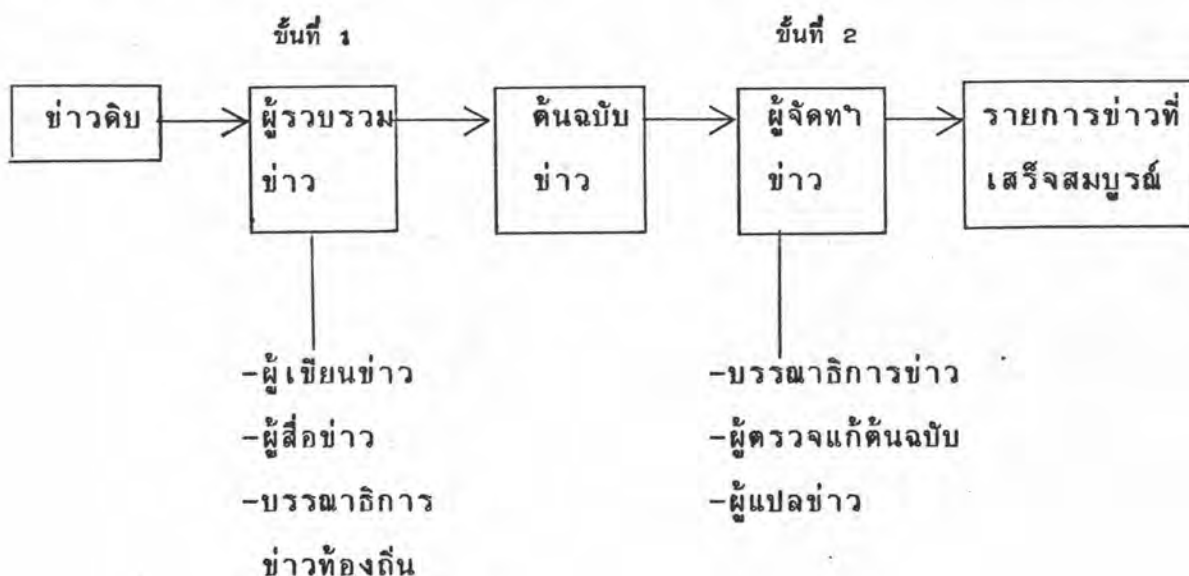 ขั้นที่ 1
ขั้นที่ 2
ข่าวดิบ
ผู้รวบรวม
ข่าว
ต้นฉบับ
ข่าว
ผู้จัดทำ
ข่าว
รายการข่าวที่
เสร็จสมบูรณ์
-ผู้เขียนข่าว
-ผู้สื่อข่าว
-บรรณาธิการ
ข่าวท้องถิ่น
-บรรณาธิการข่าว
-ผู้ตรวจแก้ต้นฉบับ
-ผู้แปลข่าว